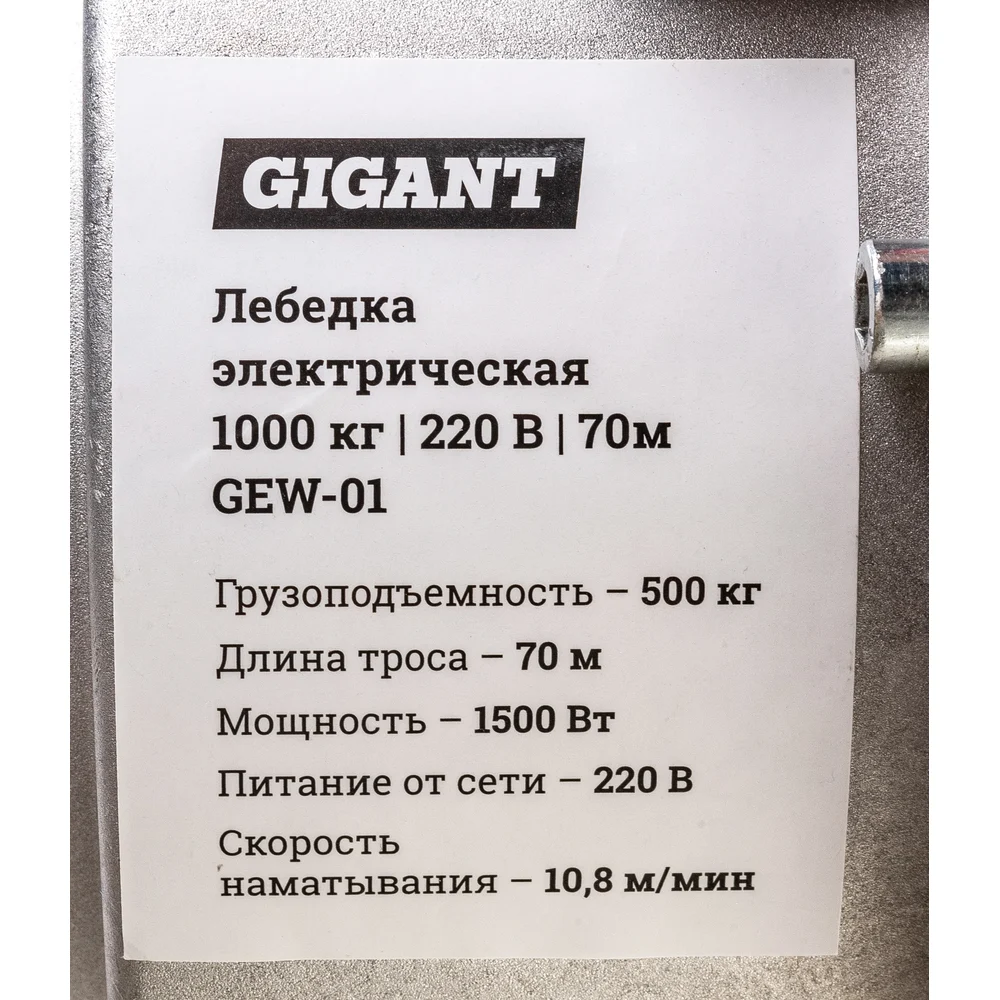 GIGANT
Лебедка
электрическая
1000 кг | 220 В | 70м
GEW-01
Грузоподъемность – 500 кг
Длина троса – 70 м
Мощность – 1500 Вт
Питание от сети – 220 В
Скорость
наматывания – 10,8 м/мин